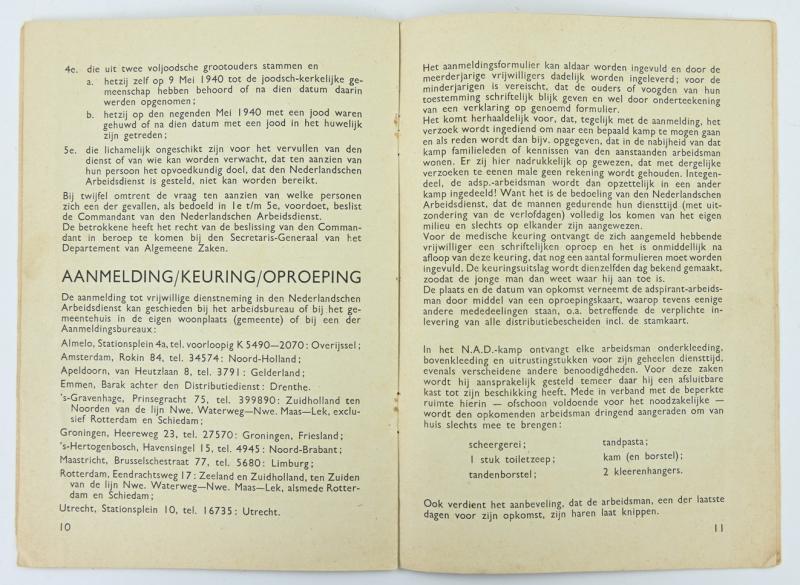 4e. die uit twee voljoodsche grootouders stammen en
a. hetzij zelf op 9 Mei 1940 tot de joodsch-kerkelijke ge-
meenschap hebben behoord of na dien datum daarin
werden opgenomen;
b. hetzij op den negenden Mei 1940 met een jood waren
gehuwd of na dien datum met een jood in het huwelijk
zijn getreden;
5e. die lichamelijk ongeschikt zijn voor het vervullen van den
dienst of van wie kan worden verwacht, dat ten aanzien van
hun persoon het opvoedkundig doel, dat den Nederlandschen
Arbeidsdienst is gesteld, niet kan worden bereikt.
Bij twijfel omtrent de vraag ten aanzien van welke personen
zich een der gevallen, als bedoeld in 1e t/m 5e, voordoet, beslist
de Commandant van den Nederlandschen Arbeidsdienst.
De betrokkene heeft het recht van de beslissing van den Comman-
dant in beroep te komen bij den Secretaris-Generaal van het
Departement van Algemeene Zaken.
AANMELDING/KEURING/OPROEPING
De aanmelding tot vrijwillige dienstneming in den Nederlandschen
Arbeidsdienst kan geschieden bij het arbeidsbureau of bij het ge-
meentehuis in de eigen woonplaats (gemeente) of bij een der
Aanmeldingsbureaux:
Almelo, Stationsplein 4a, tel. voorloopig K 5490—2070: Overijssel;
Amsterdam, Rokin 84, tel. 34574: Noord-Holland;
Apeldoorn, van Heutzlaan 8, tel. 3791: Gelderland;
Emmen, Barak achter den Distributiedienst: Drenthe.
's-Gravenhage, Prinsegracht 75, tel. 399890: Zuidholland ten
Noorden van de lijn Nwe. Waterweg—Nwe. Maas—Lek, exclu-
sief Rotterdam en Schiedam;
Groningen, Heereweg 23, tel. 27570: Groningen, Friesland;
's-Hertogenbosch, Havensingel 15, tel. 4945: Noord-Brabant;
Maastricht, Brusselschestraat 77, tel. 5680: Limburg;
Rotterdam, Eendrachtsweg 17: Zeeland en Zuidholland, ten Zuiden
van de lijn Nwe. Waterweg—Nwe. Maas—Lek, alsmede Rotter-
dam en Schiedam;
Utrecht, Stationsplein 10, tel. 16735: Utrecht.
10
Het aanmeldingsformulier kan aldaar worden ingevuld en door de
meerderjarige vrijwilligers dadelijk worden ingeleverd; voor de
minderjarigen is vereischt, dat de ouders of voogden van hun
toestemming schriftelijk blijk geven en wel door onderteekening
van een verklaring op genoemd formulier.
Het komt herhaaldelijk voor, dat, tegelijk met de aanmelding, het
verzoek wordt ingediend om naar een bepaald kamp te mogen gaan
en als reden wordt dan bijv. opgegeven, dat in de nabijheid van dat
kamp familieleden of kennissen van den aanstaanden arbeidsman
wonen. Er zij hier nadrukkelijk op gewezen, dat met dergelijke
verzoeken te eenen male geen rekening wordt gehouden. Integen-
deel, de adsp.-arbeidsman wordt dan opzettelijk in een ander
kamp ingedeeld! Want het is de bedoeling van den Nederlandschen
Arbeidsdienst, dat de mannen gedurende hun diensttijd (met uit-
zondering van de verlofdagen) volledig los komen van het eigen
milieu en slechts op elkander zijn aangewezen.
Voor de medische keuring ontvangt de zich aangemeld hebbende
vrijwilliger een schriftelijken oproep en het is onmiddellijk na
afloop van deze keuring, dat nog een aantal formulieren moet worden
ingevuld. De keuringsuitslag wordt dienzelfden dag bekend gemaakt,
zoodat de jonge man dan weet waar hij aan toe is.
De plaats en de datum van opkomst verneemt de adspirant-arbeids-
man door middel van een oproepingskaart, waarop tevens eenige
andere mededeelingen staan, o.a. betreffende de verplichte in-
levering van alle distributiebescheiden incl. de stamkaart.
In het N.A.D.-kamp ontvangt elke arbeidsman onderkleeding,
bovenkleeding en uitrustingstukken voor zijn geheelen diensttijd,
evenals verscheidene andere benoodigdheden. Voor deze zaken
wordt hij aansprakelijk gesteld temeer daar hij een afsluitbare
kast tot zijn beschikking heeft. Mede in verband met de beperkte
ruimte hierin — ofschoon voldoende voor het noodzakelijke —
wordt den opkomenden arbeidsman dringend aangeraden om van
huis slechts mee te brengen:
scheergerei; tandpasta;
1 stuk toiletzeep; kam (en borstel);
tandenborstel; 2 kleerenhangers.
Ook verdient het aanbeveling, dat de arbeidsman, een der laatste
dagen voor zijn opkomst, zijn haren laat knippen.
11